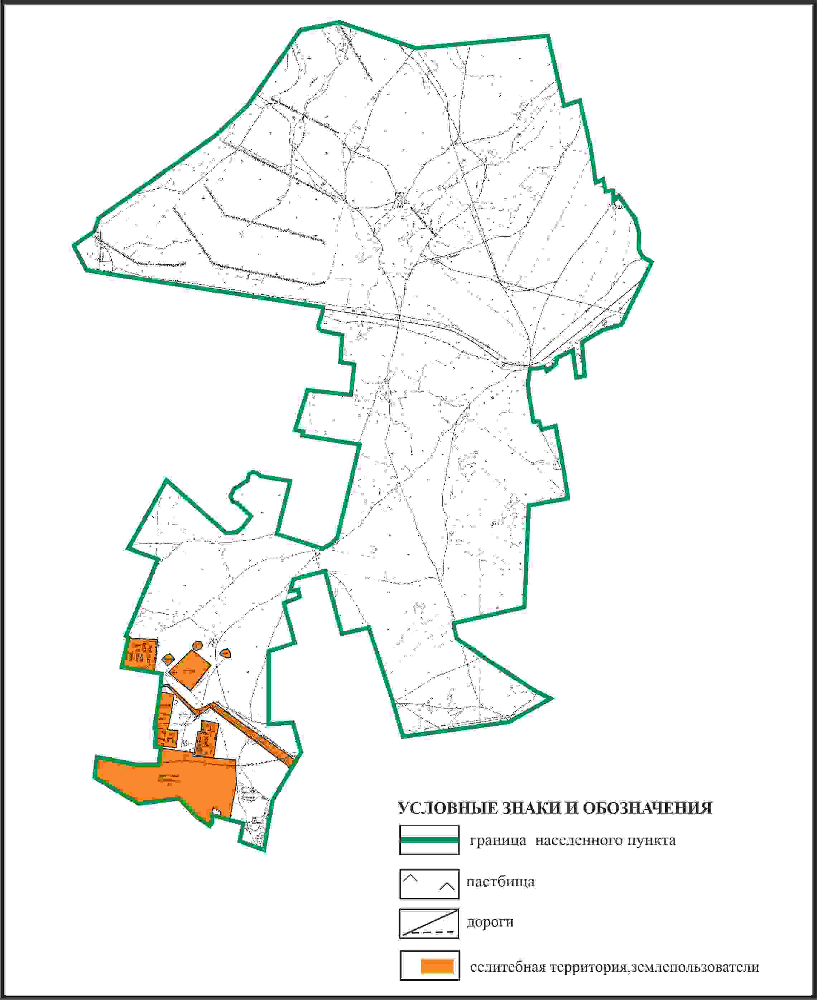 УСЛОВНЫЕ ЗНАКИ И ОБОЗНАЧЕНИЯ
граница населенного пункта
пастбища
дороги
селитебная территория,землепользователи